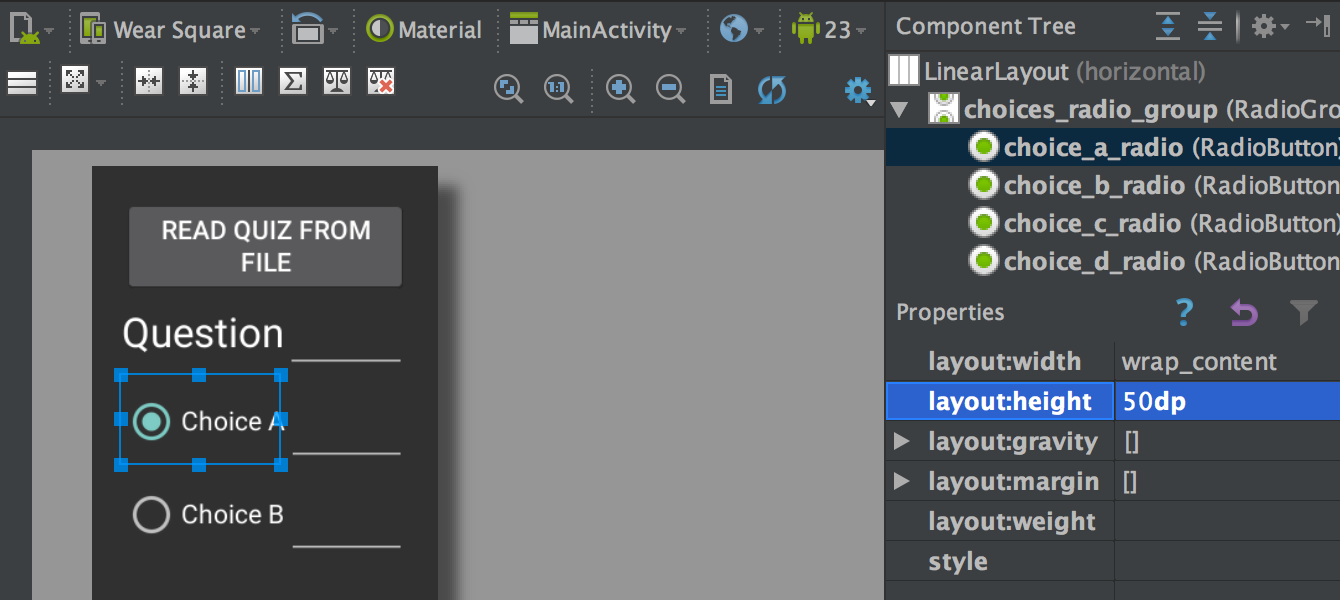 Wear Square
Material
MainActivity
23
Component Tree
1:1
LinearLayout (horizontal)
choices_radio_group (RadioGro
choice_a_radio (RadioButton)
choice_b_radio (RadioButton
choice_c_radio (RadioButton)
choice_d_radio (RadioButton
READ QUIZ FROM
FILE
Question
Choice A
Choice B
Properties
?
layout:width wrap_content
layout:height 50dp
layout:gravity []
layout:margin []
layout:weight
style